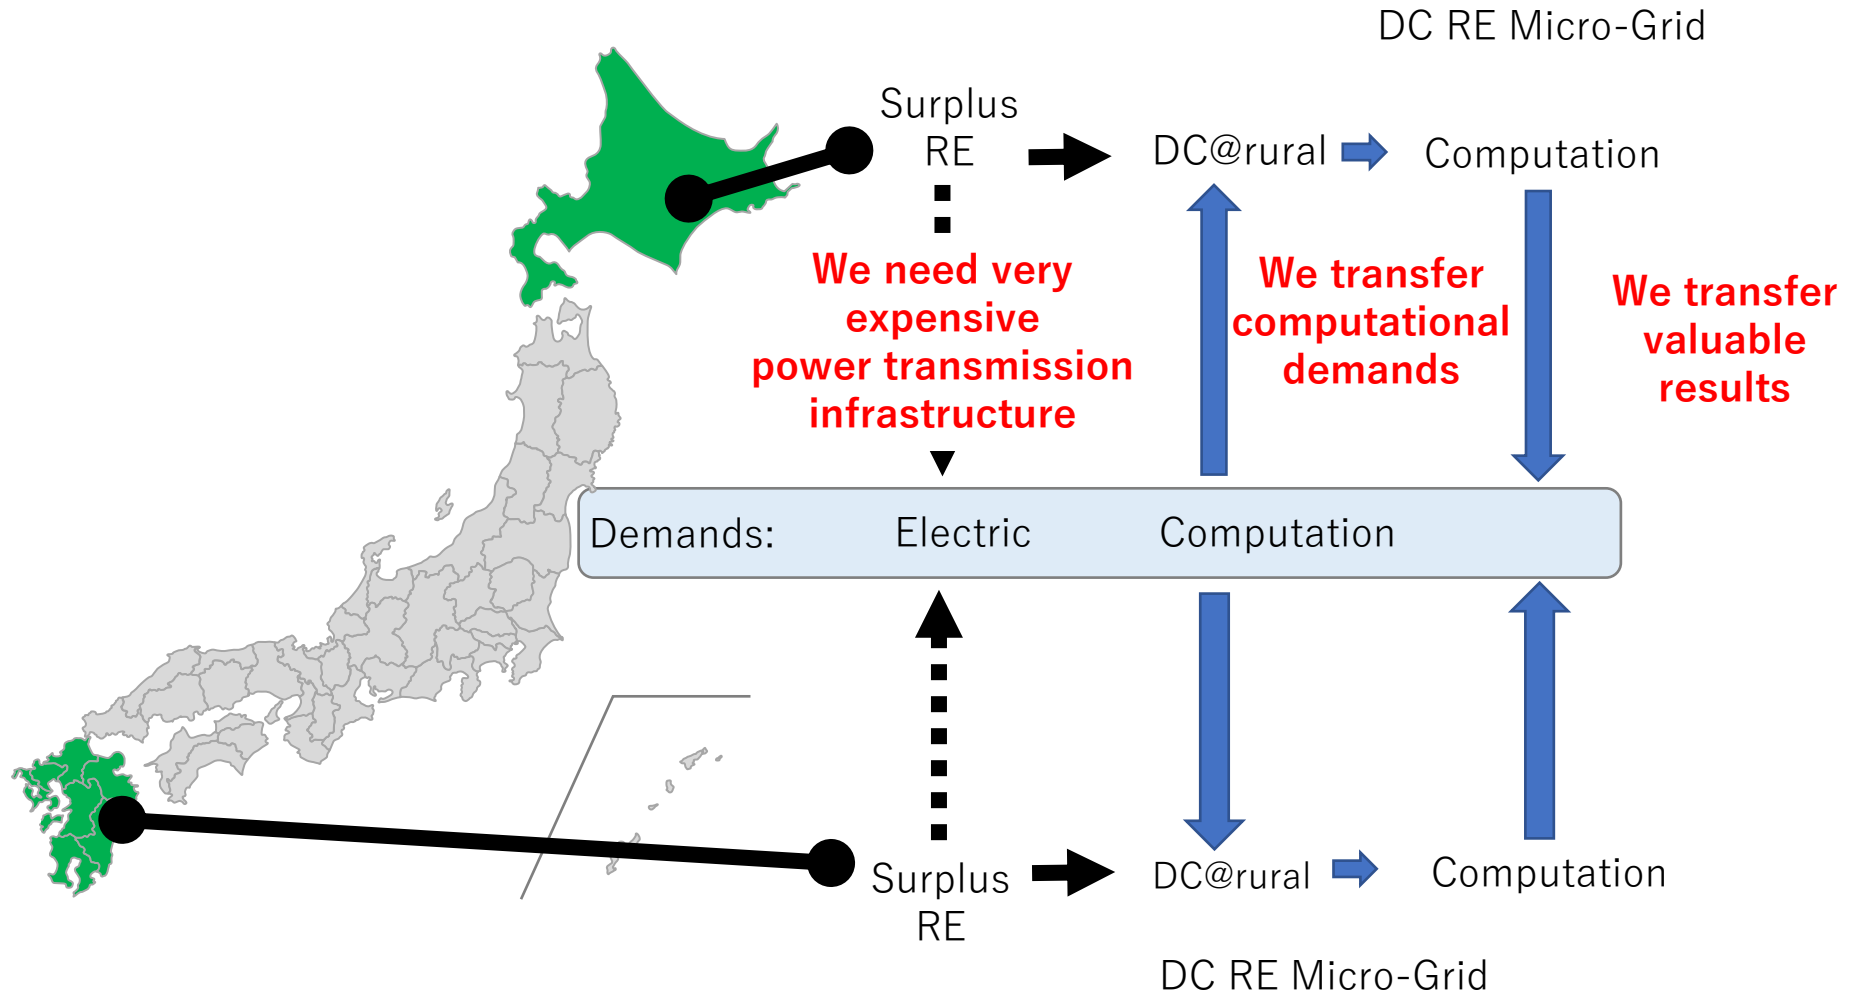 DC RE Micro-Grid
Surplus
RE
DC@rural
Computation
We need very
expensive
power transmission
infrastructure
We transfer
computational
demands
We transfer
valuable
results
Demands:
Electric
Computation
Surplus
RE
DC@rural
Computation
DC RE Micro-Grid